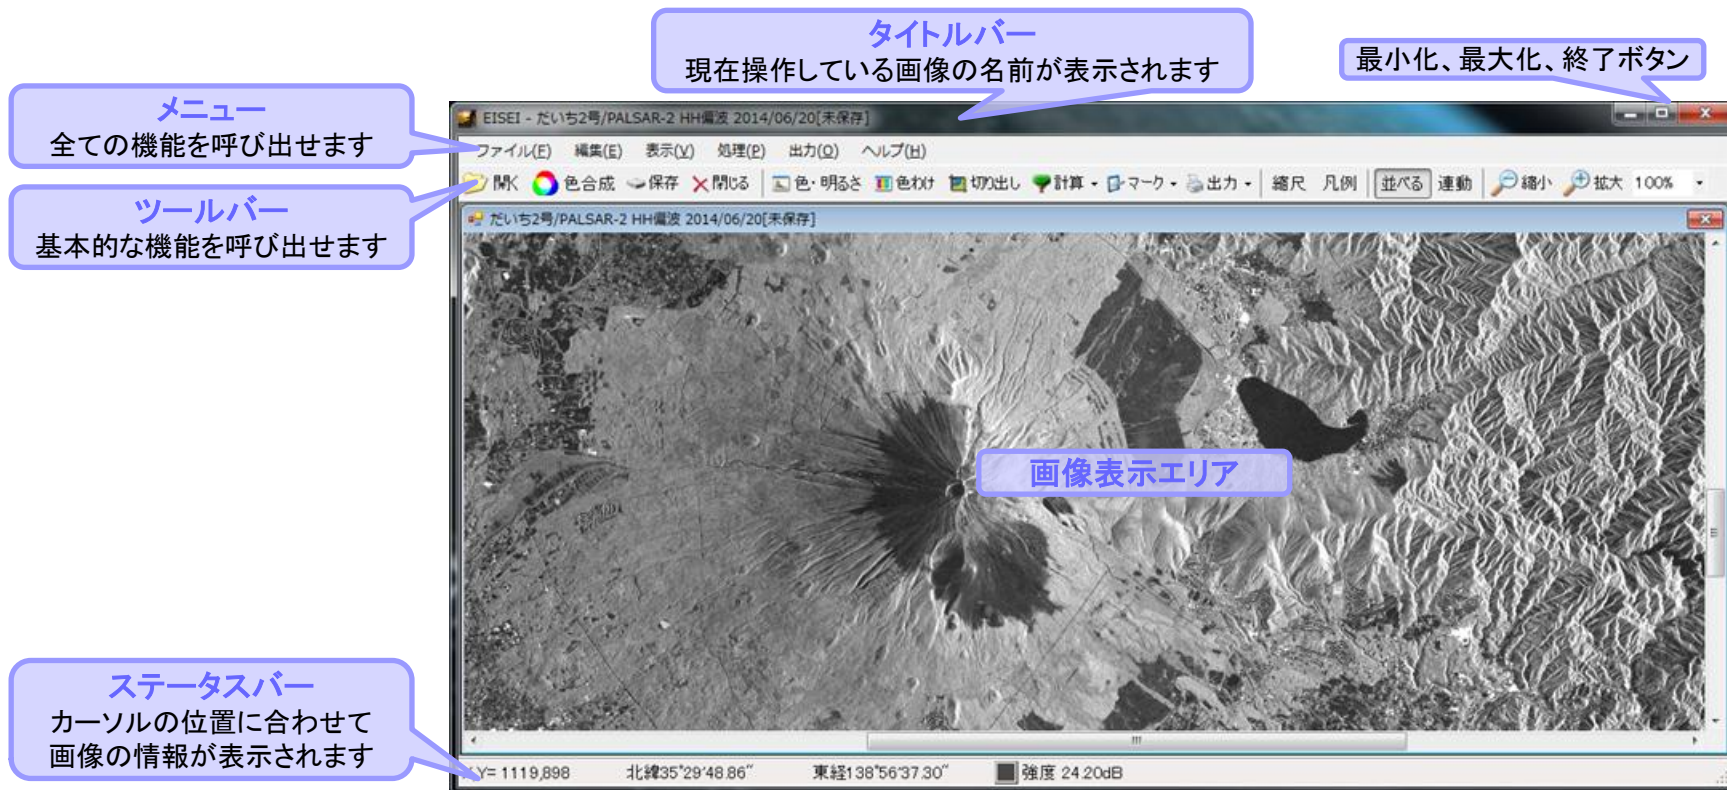 タイトルバー
現在操作している画像の名前が表示されます
最小化、最大化、終了ボタン
メニュー
全ての機能を呼び出せます
ツールバー
基本的な機能を呼び出せます
EISEI - だいち2号/PALSAR-2 HH偏波 2014/06/20[未保存]
ファイル(F) 編集(E) 表示(V) 処理(P) 出力(O) ヘルプ(H)
開く 色合成 保存 閉じる 色・明るさ 色わけ 切り出し 計算 マーク 出力 縮尺 凡例 並べる 連動 縮小 拡大 100%
だいち2号/PALSAR-2 HH偏波 2014/06/20[未保存]
画像表示エリア
ステータスバー
カーソルの位置に合わせて
画像の情報が表示されます
Y= 1119,898 北緯35°29'48.86" 東経138°56'37.30" 強度 24.20dB